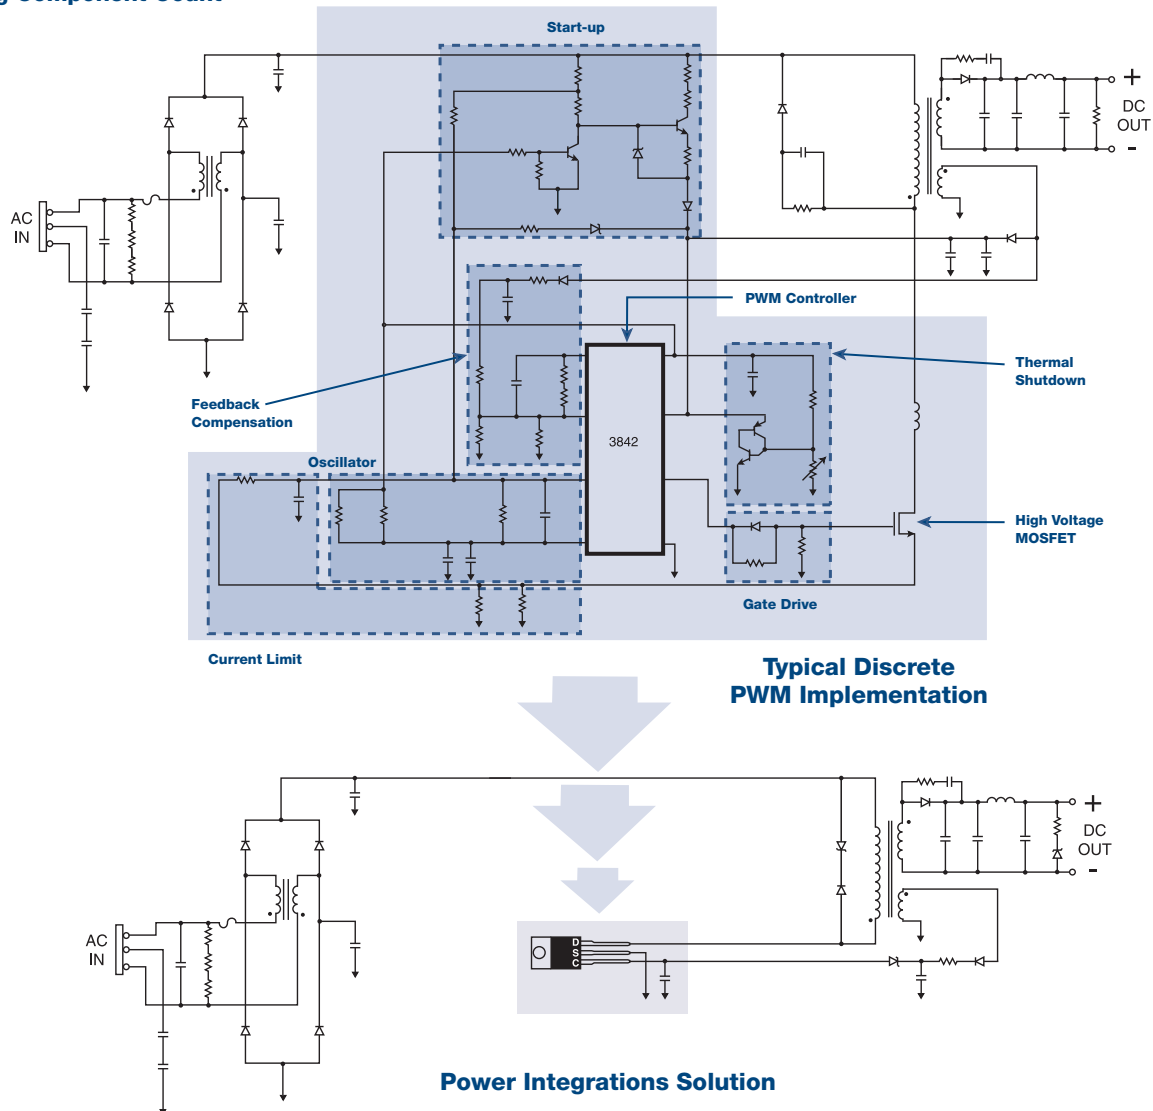 Start-up
+
DC
OUT
-
AC
IN
PWM Controller
Thermal
Shutdown
Feedback
Compensation
3842
Oscillator
High Voltage
MOSFET
Gate Drive
Current Limit
Typical Discrete
PWM Implementation
+
DC
OUT
-
AC
IN
D
S
C
Power Integrations Solution